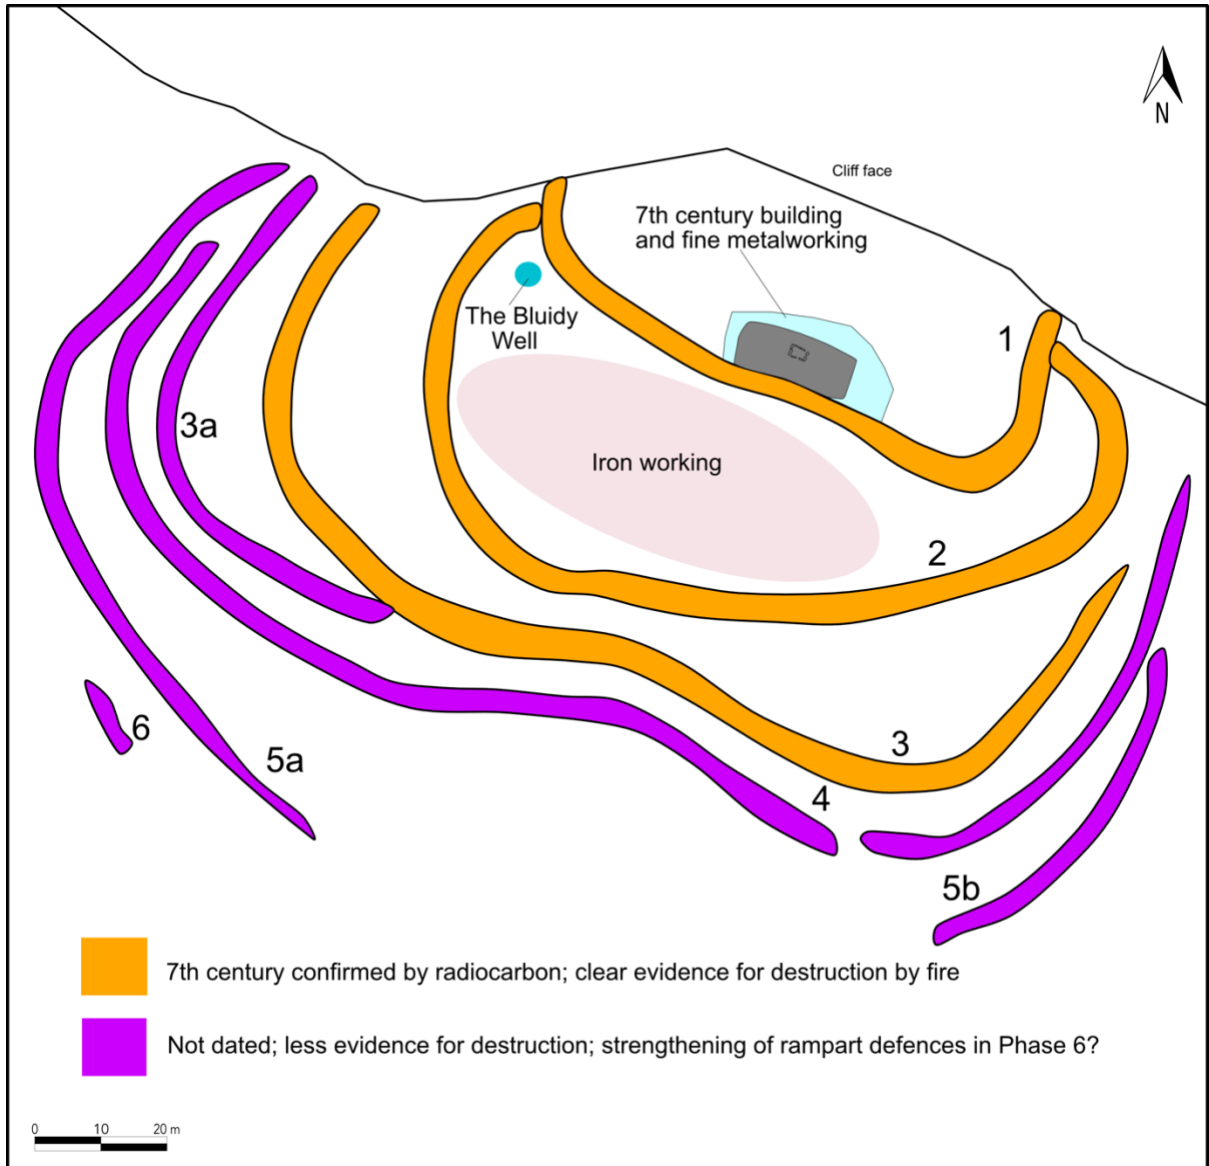 N
Cliff face
7th century building
and fine metalworking
The Bluidy
Well
1
3a
Iron working
2
6
5a
3
4
5b
7th century confirmed by radiocarbon; clear evidence for destruction by fire
Not dated; less evidence for destruction; strengthening of rampart defences in Phase 6?
0 10 20 m